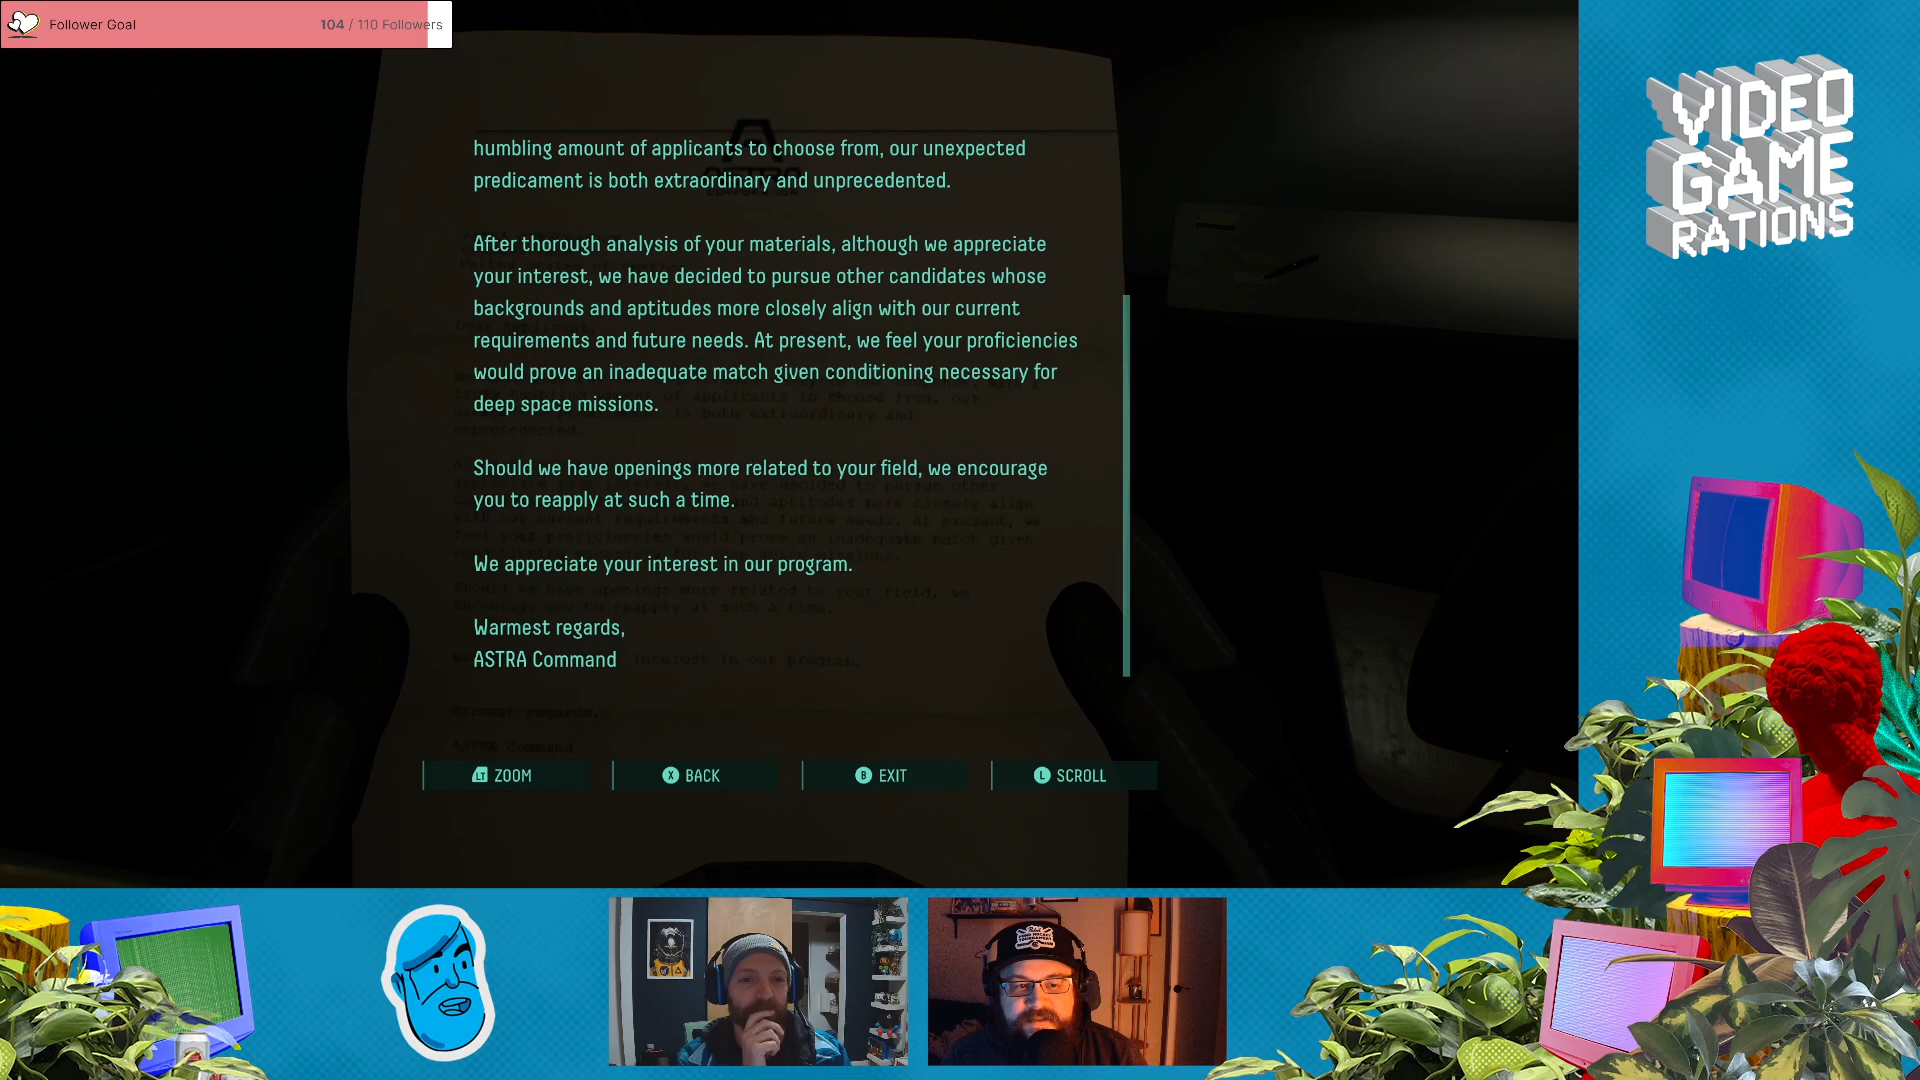 Follower Goal
104 / 110 Followers
VIDEO
GAME
RATIONS
humbling amount of applicants to choose from, our unexpected
predicament is both extraordinary and unprecedented.
After thorough analysis of your materials, although we appreciate
your interest, we have decided to pursue other candidates whose
backgrounds and aptitudes more closely align with our current
requirements and future needs. At present, we feel your proficiencies
would prove an inadequate match given conditioning necessary for
deep space missions.
Should we have openings more related to your field, we encourage
you to reapply at such a time.
We appreciate your interest in our program.
Warmest regards,
ASTRA Command
LT ZOOM
X BACK
B EXIT
L SCROLL